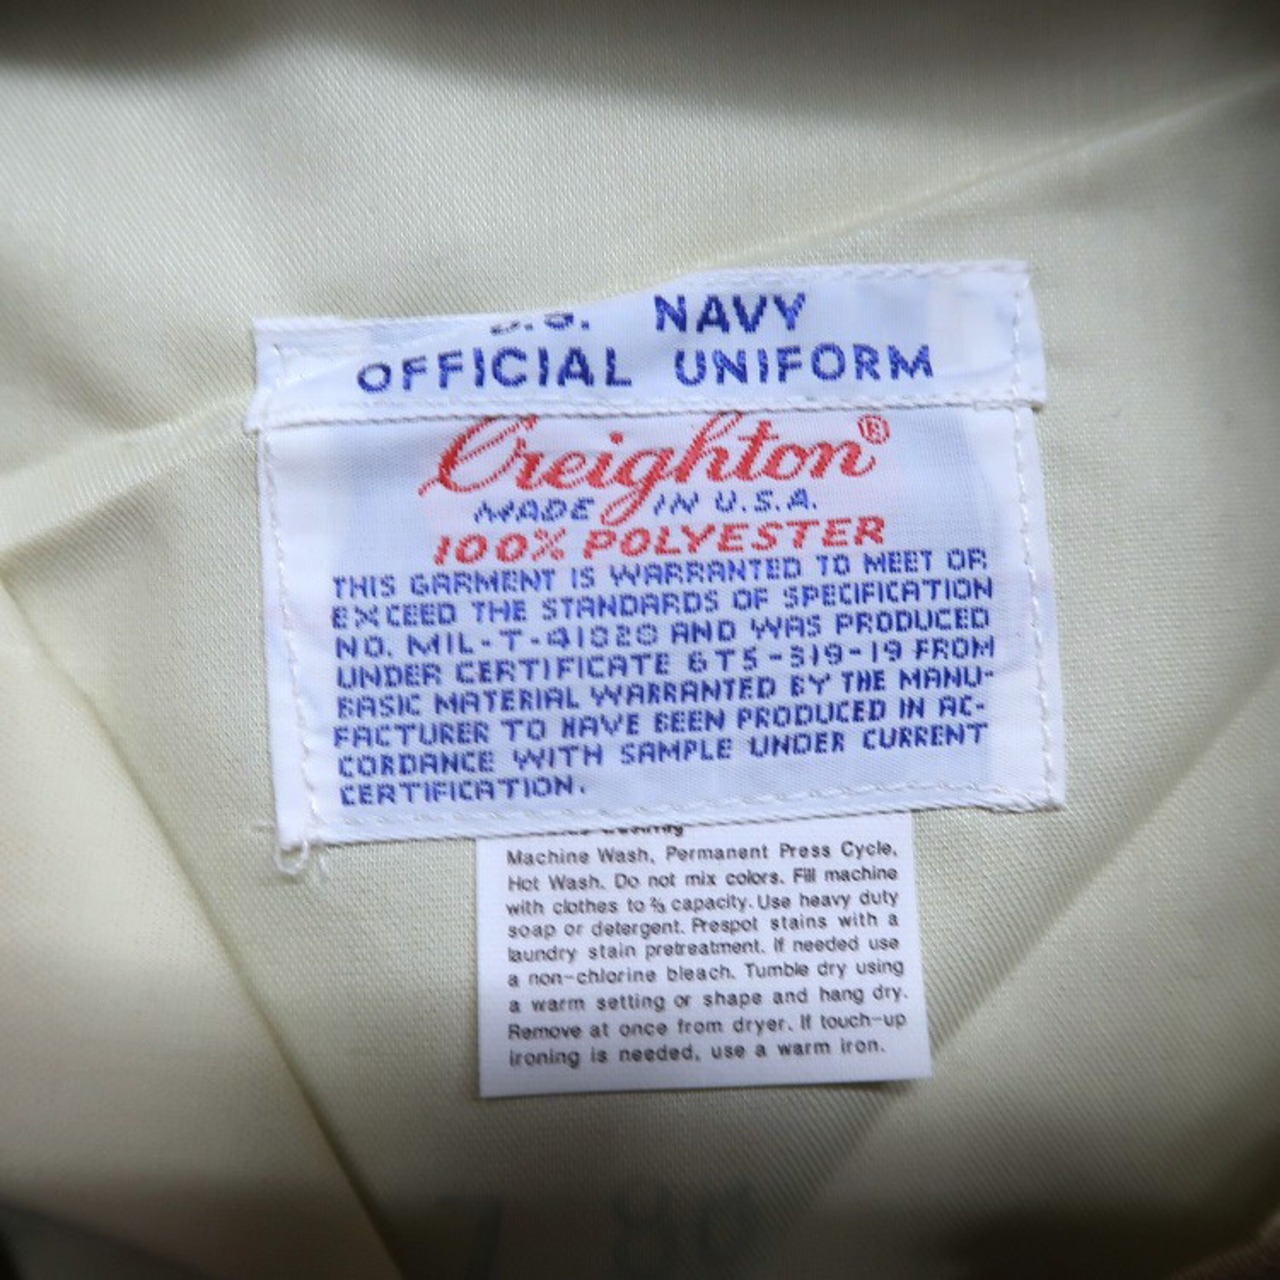 U.S. NAVY
OFFICIAL UNIFORM
Creighton®
MADE IN U.S.A.
100% POLYESTER
THIS GARMENT IS WARRANTED TO MEET OR
EXCEED THE STANDARDS OF SPECIFICATION
NO. MIL-T-41828 AND WAS PRODUCED
UNDER CERTIFICATE 6T5-319-19 FROM
BASIC MATERIAL WARRANTED BY THE MANU-
FACTURER TO HAVE BEEN PRODUCED IN AC-
CORDANCE WITH SAMPLE UNDER CURRENT
CERTIFICATION.
Machine Wash, Permanent Press Cycle,
Hot Wash. Do not mix colors. Fill machine
with clothes to ⅔ capacity. Use heavy duty
soap or detergent. Prespot stains with a
laundry stain pretreatment. If needed use
a non-chlorine bleach. Tumble dry using
a warm setting or shape and hang dry.
Remove at once from dryer. If touch-up
ironing is needed, use a warm iron.